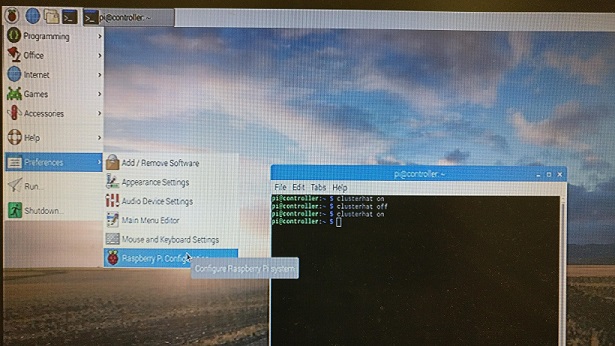 pi@controller: ~
Programming
Office
Internet
Games
Accessories
Help
Preferences
Run...
Shutdown...
Add / Remove Software
Appearance Settings
Audio Device Settings
Main Menu Editor
Mouse and Keyboard Settings
Raspberry Pi
Configure Raspberry Pi system
pi@controller: ~
File Edit Tabs Help
pi@controller:~ $ clusterhat on
pi@controller:~ $ clusterhat off
pi@controller:~ $ clusterhat on
pi@controller:~ $